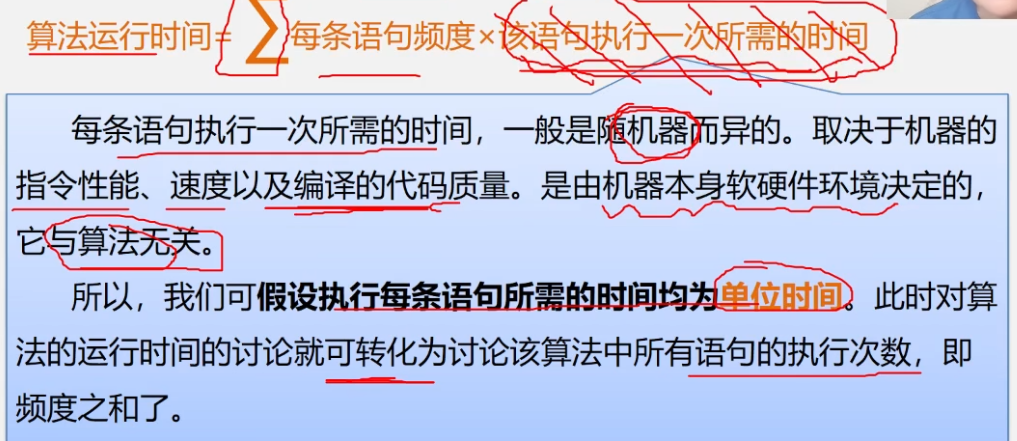 算法运行时间=∑每条语句频度×该语句执行一次所需的时间
每条语句执行一次所需的时间，一般是随机器而异的。取决于机器的
指令性能、速度以及编译的代码质量。是由机器本身软硬件环境决定的，
它与算法无关。
所以，我们可假设执行每条语句所需的时间均为单位时间。此时对算
法的运行时间的讨论就可转化为讨论该算法中所有语句的执行次数，即
频度之和了。